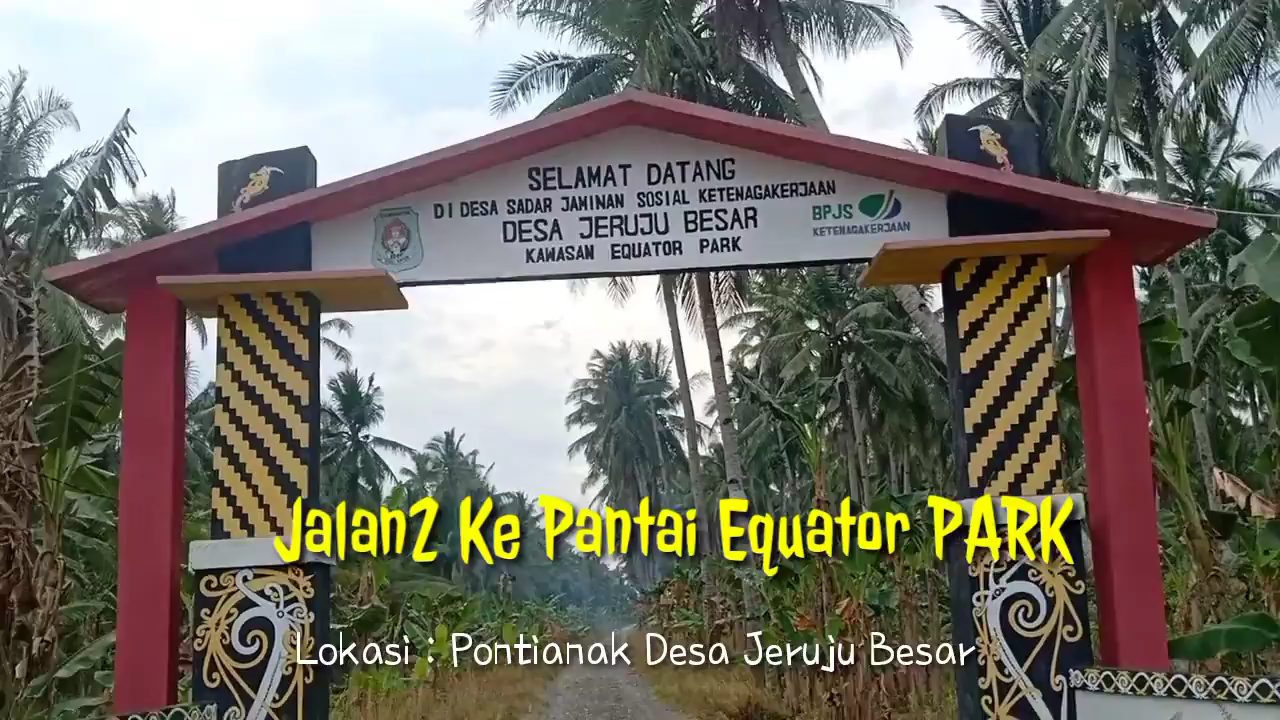 SELAMAT DATANG
DI DESA SADAR JAMINAN SOSIAL KETENAGAKERJAAN
DESA JERUJU BESAR
KAWASAN EQUATOR PARK
BPJS
KETENAGAKERJAAN
Jalan2 Ke Pantai Equator PARK
Lokasi : Pontianak Desa Jeruju Besar